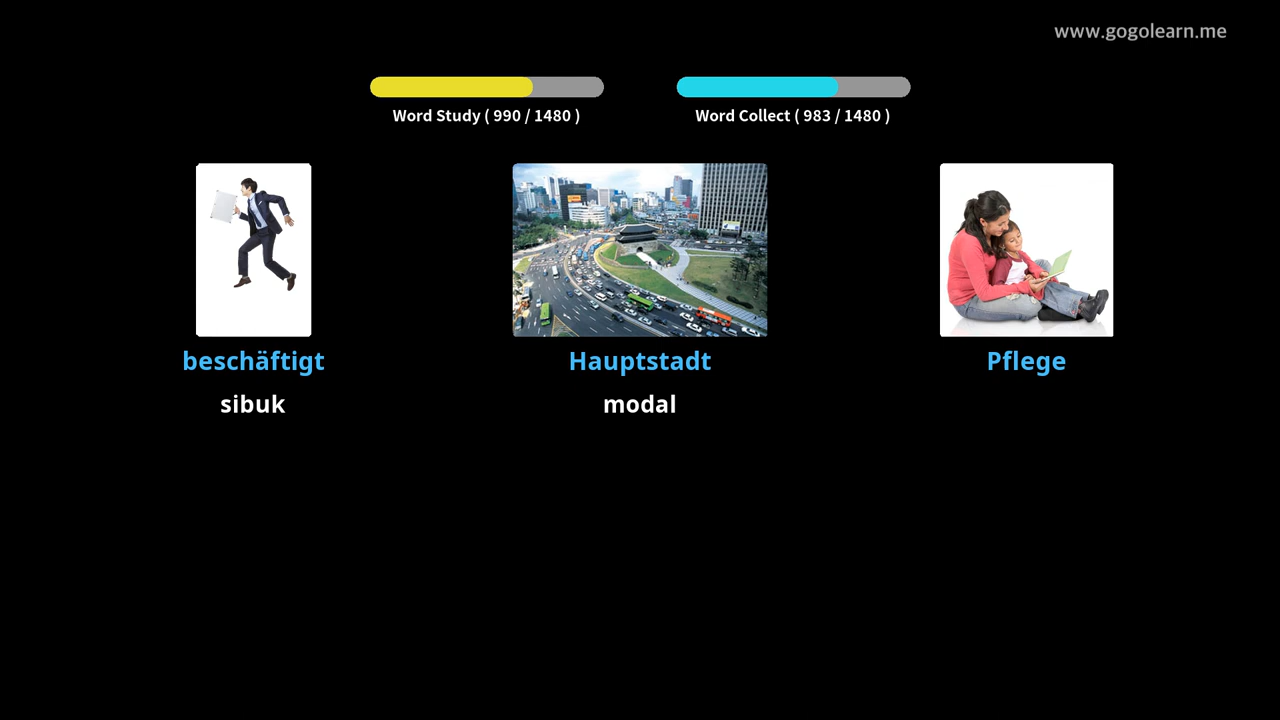 www.gogolearn.me
Word Study ( 990 / 1480 )
Word Collect ( 983 / 1480 )
beschäftigt
Hauptstadt
Pflege
sibuk
modal